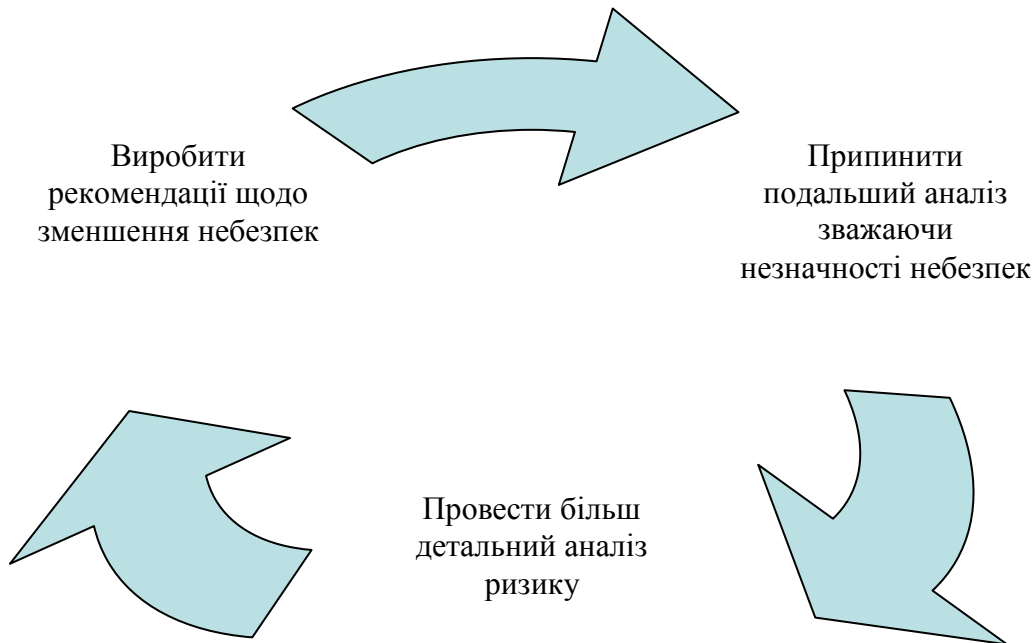 Виробити
рекомендації щодо
зменшення небезпек
Припинити
подальший аналіз
зважаючи
незначності небезпек
Провести більш
детальний аналіз
ризику